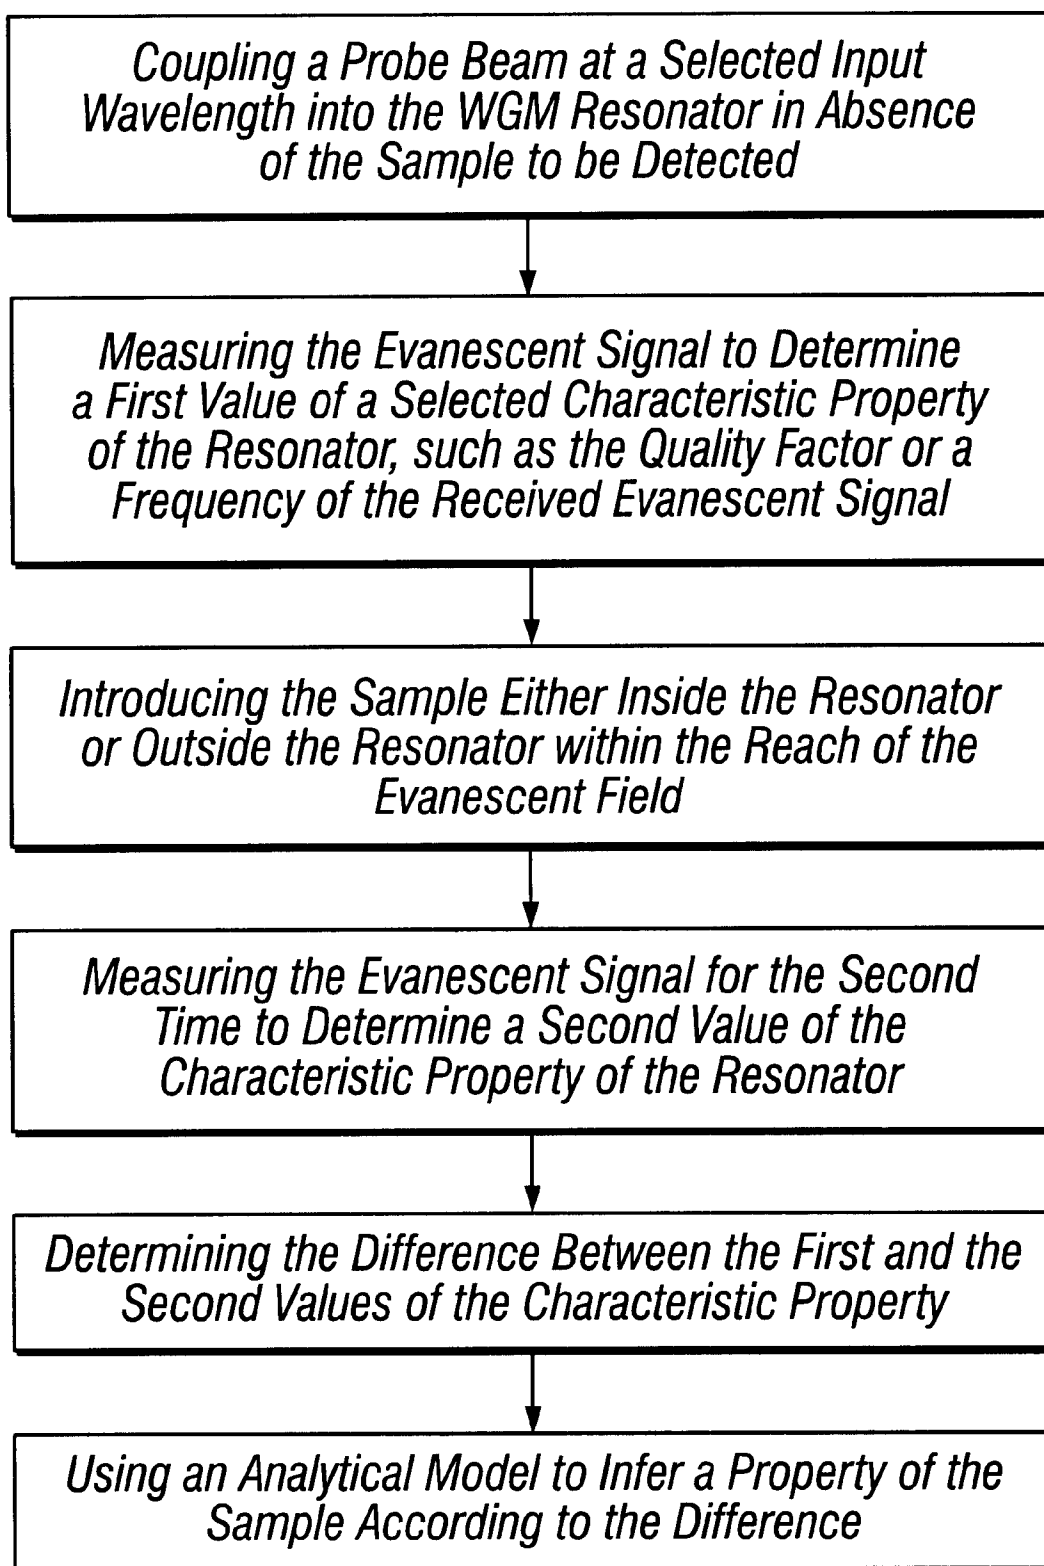 Coupling a Probe Beam at a Selected Input
Wavelength into the WGM Resonator in Absence
of the Sample to be Detected
Measuring the Evanescent Signal to Determine
a First Value of a Selected Characteristic Property
of the Resonator, such as the Quality Factor or a
Frequency of the Received Evanescent Signal
Introducing the Sample Either Inside the Resonator
or Outside the Resonator within the Reach of the
Evanescent Field
Measuring the Evanescent Signal for the Second
Time to Determine a Second Value of the
Characteristic Property of the Resonator
Determining the Difference Between the First and the
Second Values of the Characteristic Property
Using an Analytical Model to Infer a Property of the
Sample According to the Difference